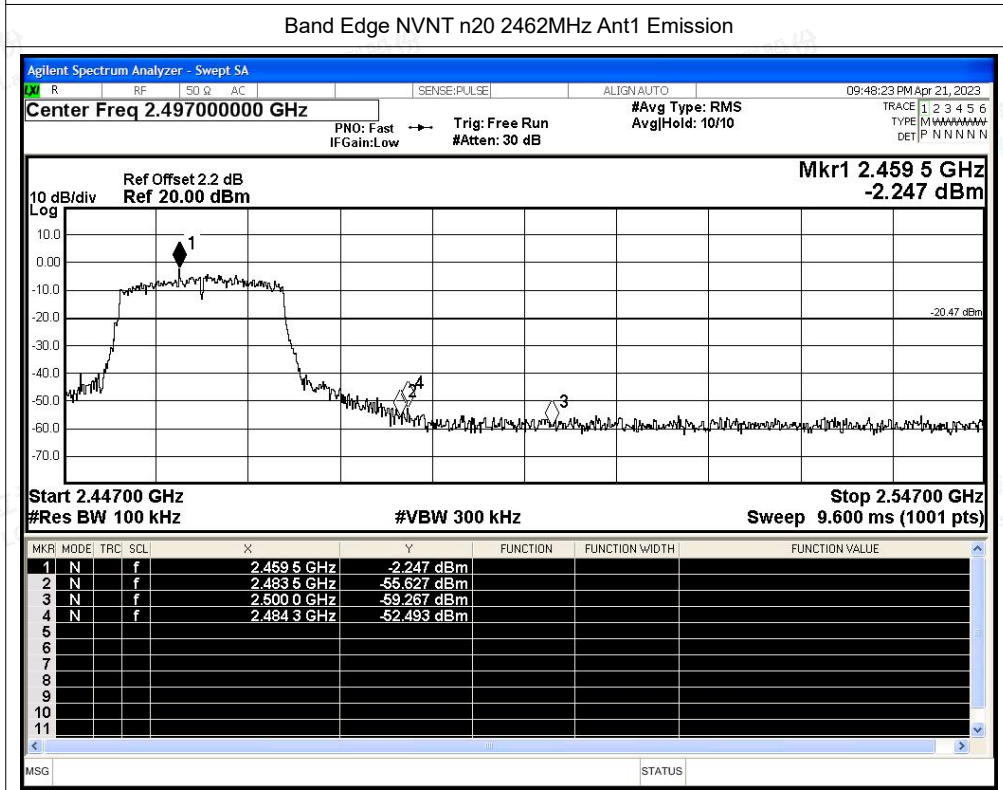 Band Edge NVNT n20 2462MHz Ant1 Emission
Agilent Spectrum Analyzer - Swept SA
LXI R RF 50 Ω AC SENSE:PULSE ALIGN AUTO 09:48:23 PM Apr 21, 2023
Center Freq 2.497000000 GHz #Avg Type: RMS TRACE 1 2 3 4 5 6
PNO: Fast Trig: Free Run Avg|Hold: 10/10 TYPE M WWWWW
IFGain:Low #Atten: 30 dB DET P N N N N N
Mkr1 2.459 5 GHz
Ref Offset 2.2 dB
10 dB/div Ref 20.00 dBm -2.247 dBm
Log
10.0
1
0.00
-10.0
-20.0
-20.47 dBm
-30.0
-40.0
4
2
3
-50.0
-60.0
-70.0
Start 2.44700 GHz Stop 2.54700 GHz
#Res BW 100 kHz #VBW 300 kHz Sweep 9.600 ms (1001 pts)
MKR MODE TRC SCL X Y FUNCTION FUNCTION WIDTH FUNCTION VALUE
1 N f 2.459 5 GHz -2.247 dBm
2 N f 2.483 5 GHz -55.627 dBm
3 N f 2.500 0 GHz -59.267 dBm
4 N f 2.484 3 GHz -52.493 dBm
5
6
7
8
9
10
11
MSG STATUS